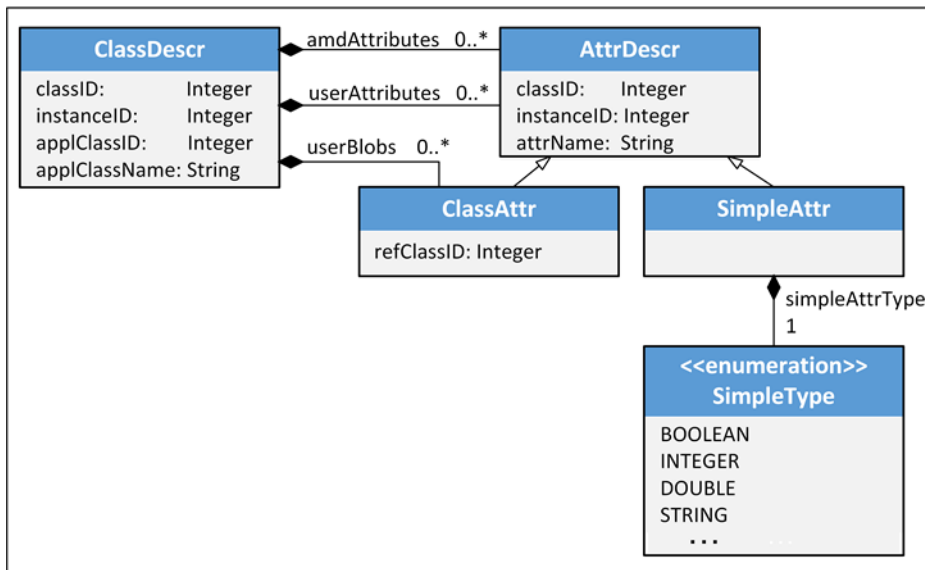 ClassDescr
classID: Integer
instanceID: Integer
applClassID: Integer
applClassName: String
amdAttributes 0..*
userAttributes 0..*
userBlobs 0..*
AttrDescr
classID: Integer
instanceID: Integer
attrName: String
ClassAttr
refClassID: Integer
SimpleAttr
simpleAttrType
1
<<enumeration>>
SimpleType
BOOLEAN
INTEGER
DOUBLE
STRING
...